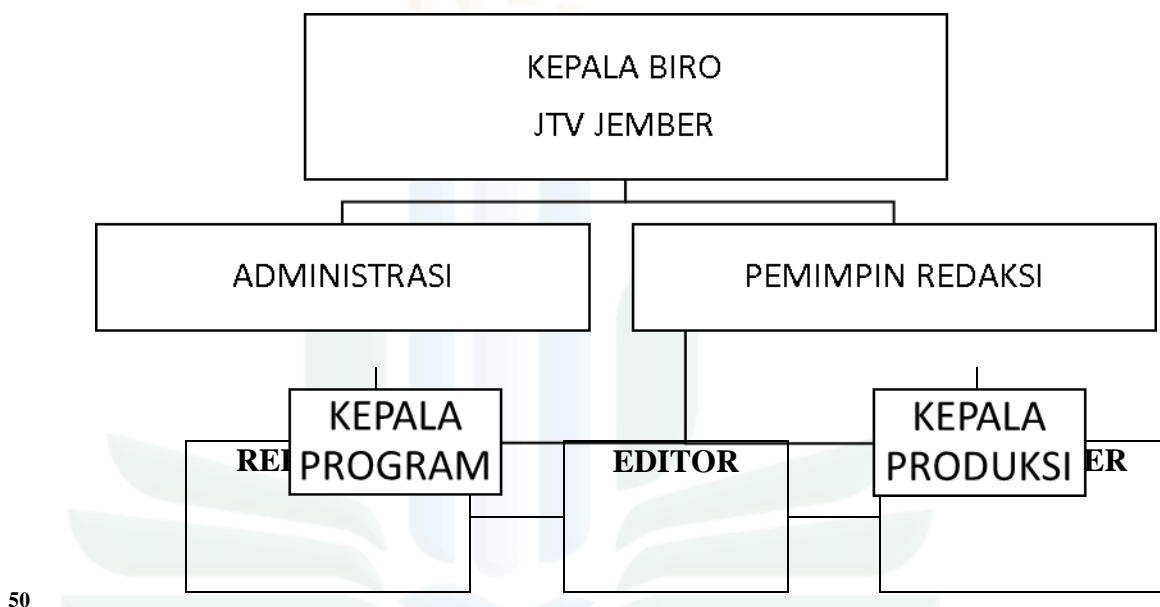 KEPALA BIRO
JTV JEMBER
ADMINISTRASI
PEMIMPIN REDAKSI
KEPALA
PROGRAM
KEPALA
PRODUKSI
EDITOR
50